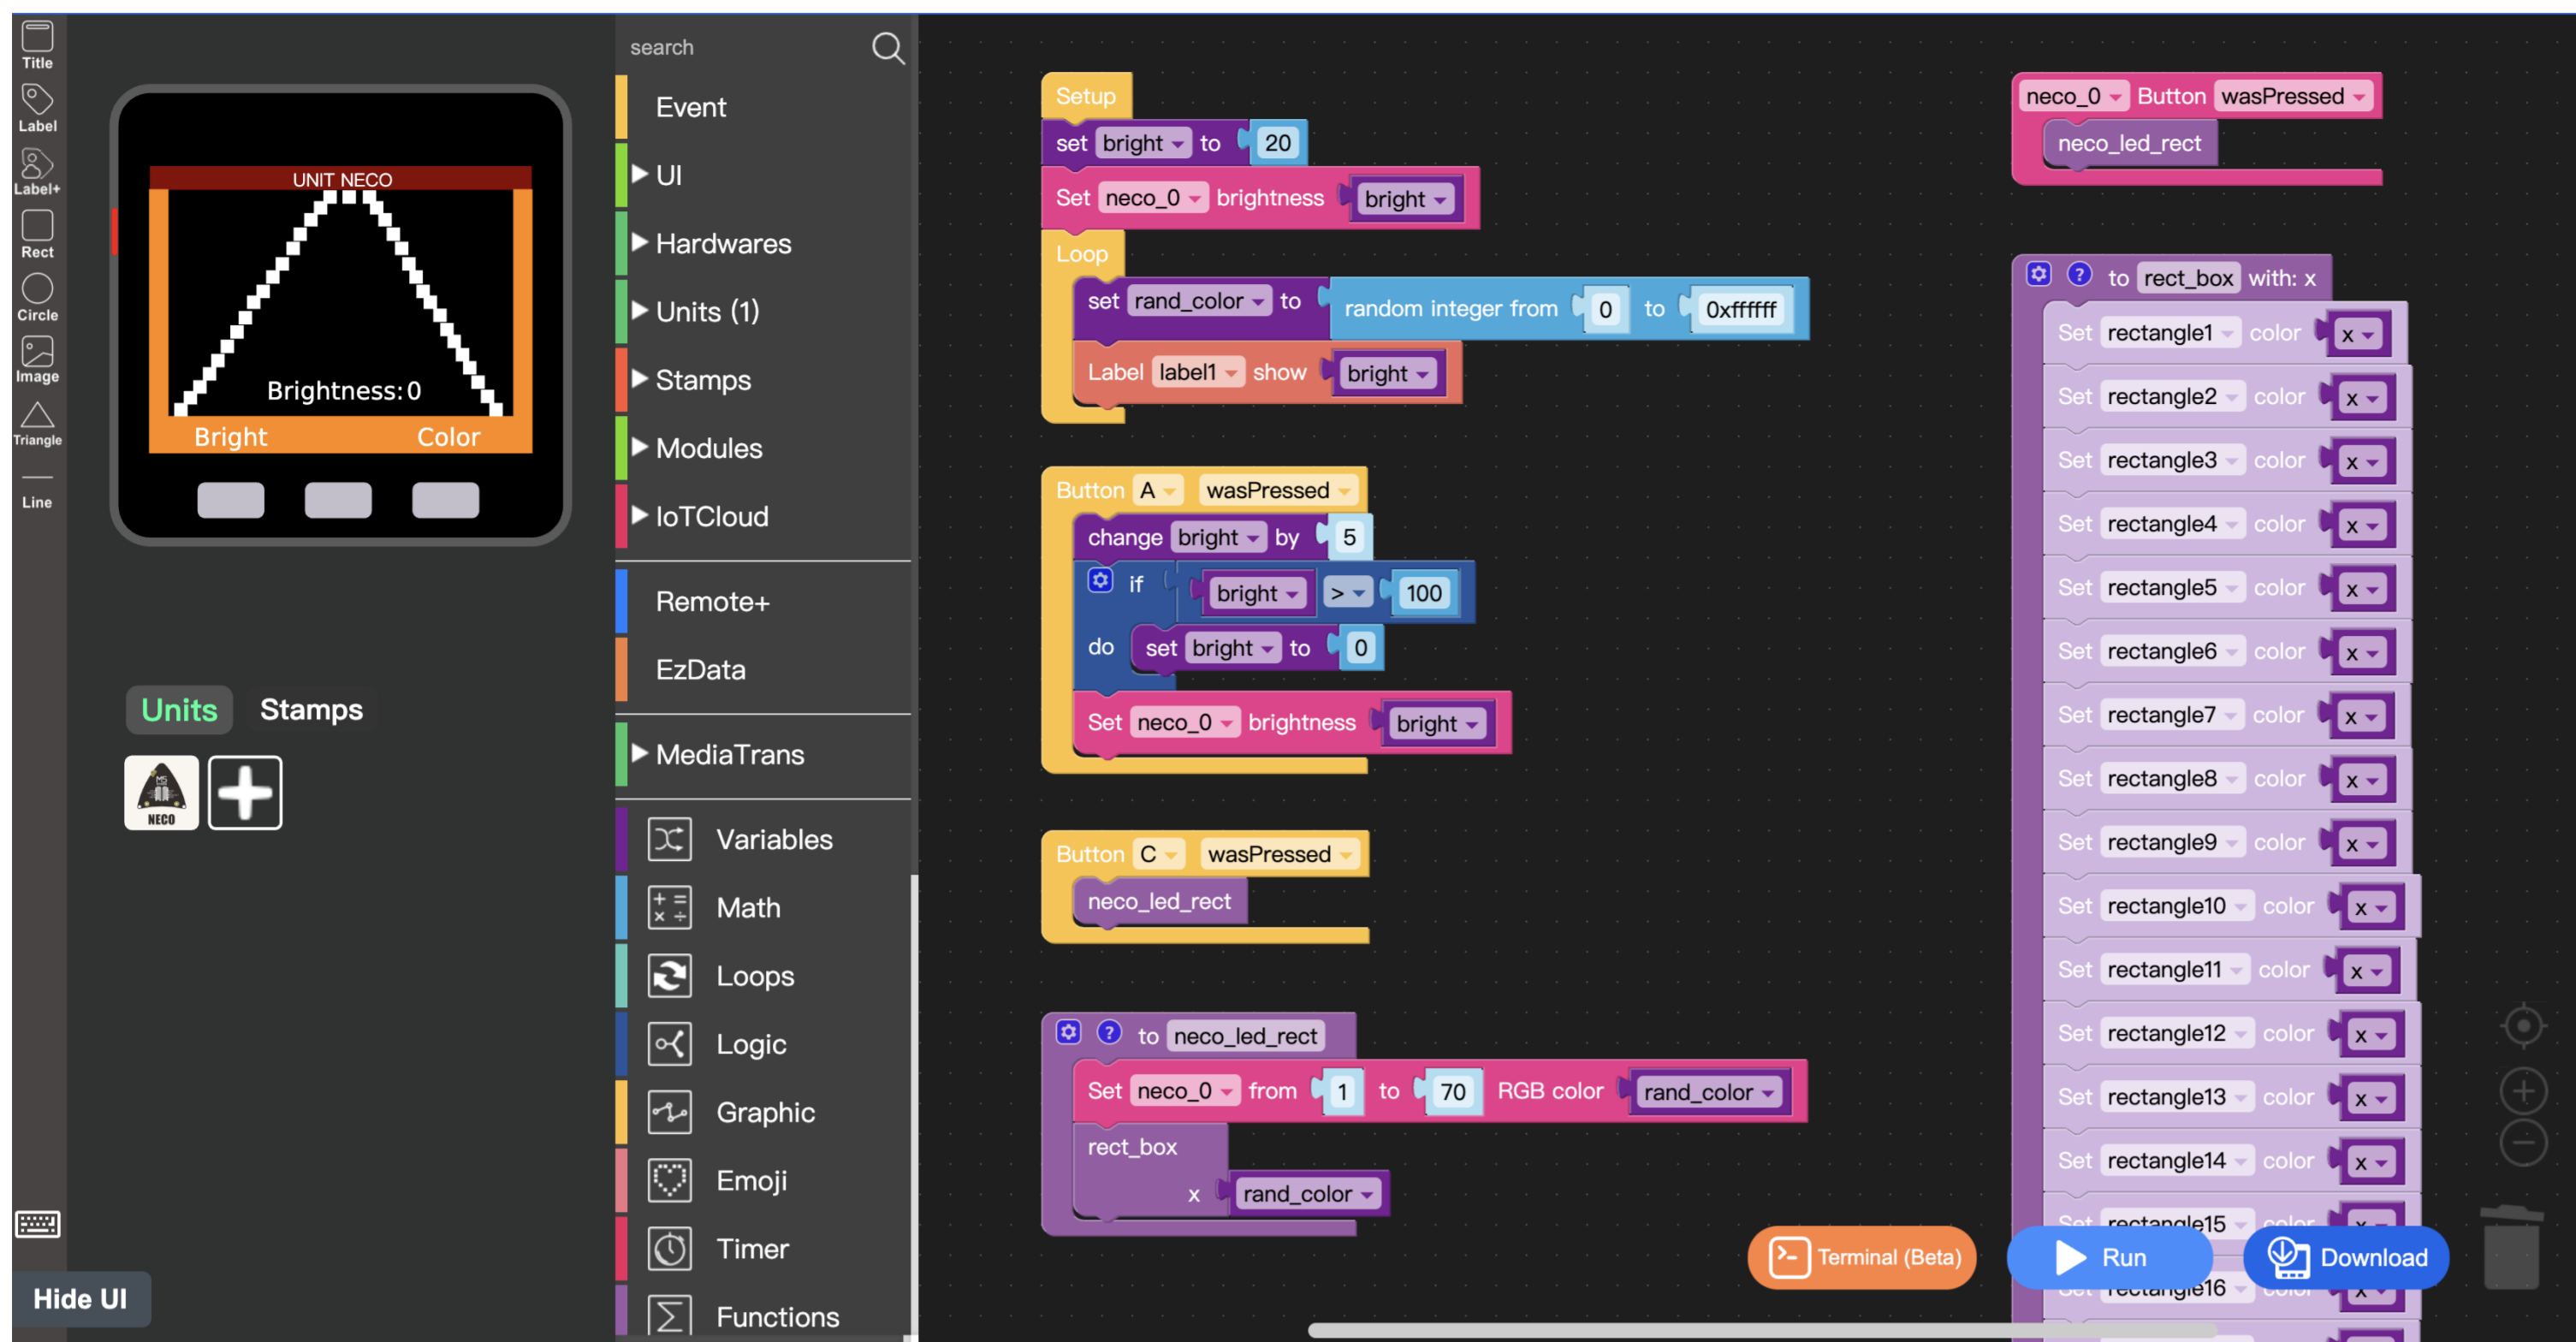 Title
Label
Label+
Rect
Circle
Image
Triangle
Line
Hide UI
UNIT NECO
Brightness:0
Bright Color
Units Stamps
NECO
search
Event
UI
Hardwares
Units (1)
Stamps
Modules
IoTCloud
Remote+
EzData
MediaTrans
Variables
Math
Loops
Logic
Graphic
Emoji
Timer
Functions
Setup
set bright to 20
Set neco_0 brightness bright
Loop
set rand_color to random integer from 0 to 0xffffff
Label label1 show bright
Button A wasPressed
change bright by 5
if bright > 100
do set bright to 0
Set neco_0 brightness bright
Button C wasPressed
neco_led_rect
? to neco_led_rect
Set neco_0 from 1 to 70 RGB color rand_color
rect_box
x rand_color
neco_0 Button wasPressed
neco_led_rect
? to rect_box with: x
Set rectangle1 color x
Set rectangle2 color x
Set rectangle3 color x
Set rectangle4 color x
Set rectangle5 color x
Set rectangle6 color x
Set rectangle7 color x
Set rectangle8 color x
Set rectangle9 color x
Set rectangle10 color x
Set rectangle11 color x
Set rectangle12 color x
Set rectangle13 color x
Set rectangle14 color x
Set rectangle15 color x
rectangle16 color x
Terminal (Beta)
Run
Download